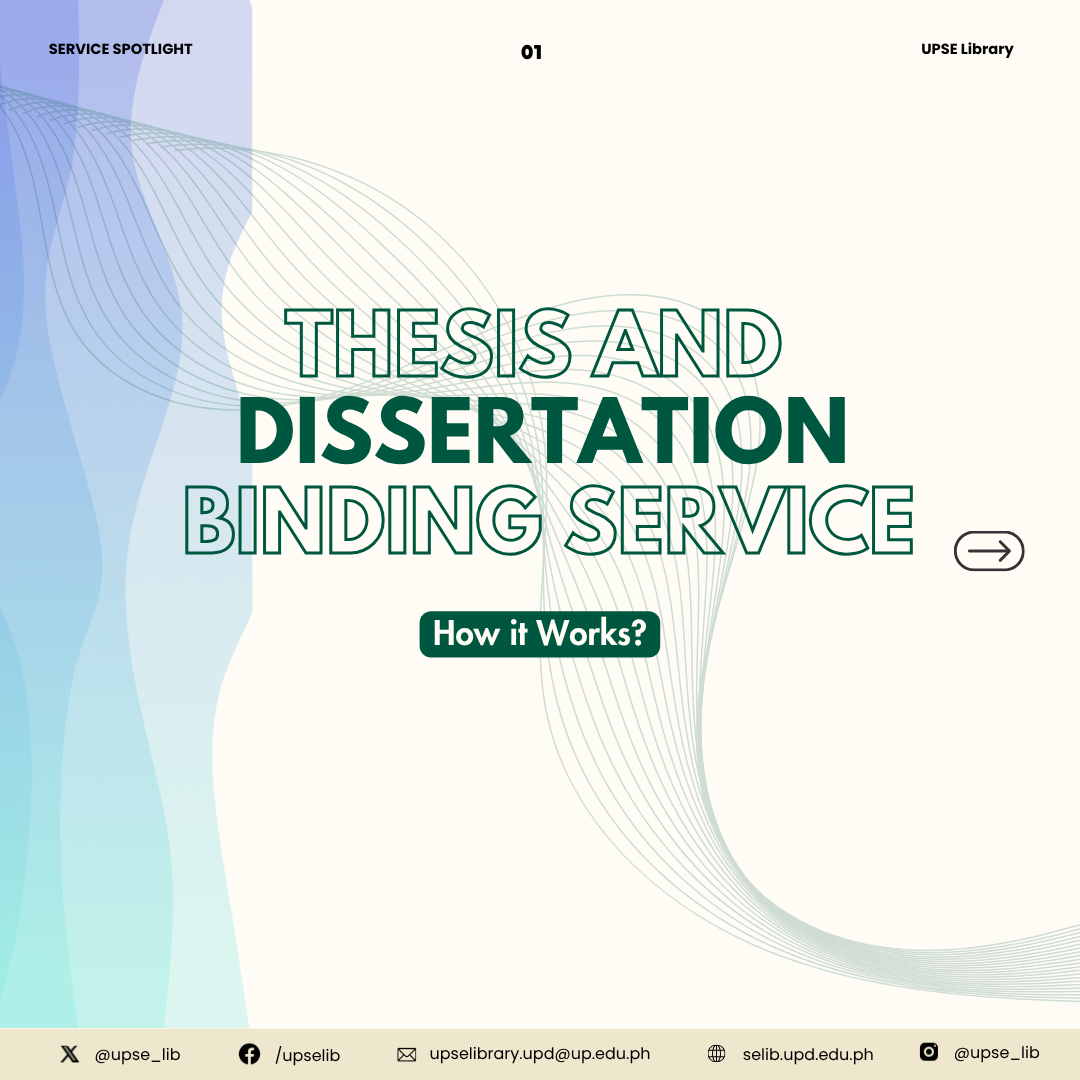 SERVICE SPOTLIGHT
01
UPSE Library
THESIS AND
DISSERTATION
BINDING SERVICE
How it Works?
@upse_lib
/upselib
upselibrary.upd@up.edu.ph
selib.upd.edu.ph
@upse_lib